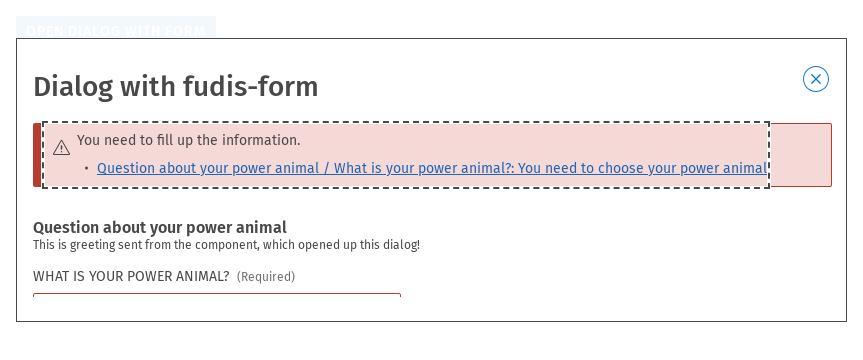 OPEN DIALOG WITH FORM
Dialog with fudis-form
You need to fill up the information.
• Question about your power animal / What is your power animal?: You need to choose your power animal
Question about your power animal
This is greeting sent from the component, which opened up this dialog!
WHAT IS YOUR POWER ANIMAL? (Required)